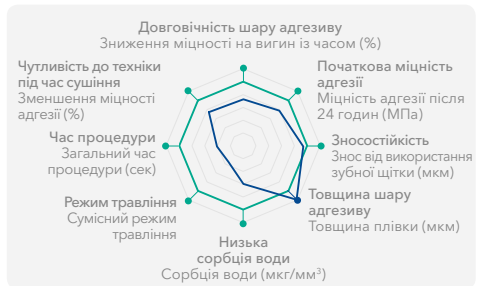 Довговічність шару адгезиву
Зниження міцності на вигин із часом (%)
Початкова міцність
адгезії
Міцність адгезії після
24 годин (МПа)
Зносостійкість
Знос від використання
зубної щітки (мкм)
Товщина шару
адгезиву
Товщина плівки (мкм)
Низька
сорбція води
Сорбція води (мкг/мм³)
Режим травління
Сумісний режим
травління
Час процедури
Загальний час
процедури (сек)
Чутливість до техніки
під час сушіння
Зменшення міцності
адгезії (%)